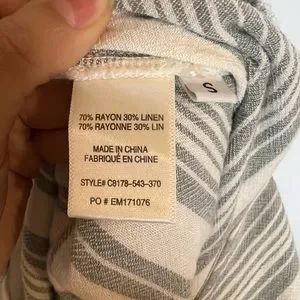 S
70% RAYON 30% LINEN
70% RAYONNE 30% LIN
MADE IN CHINA
FABRIQUÉ EN CHINE
STYLE# C8178-543-370
PO # EM171076